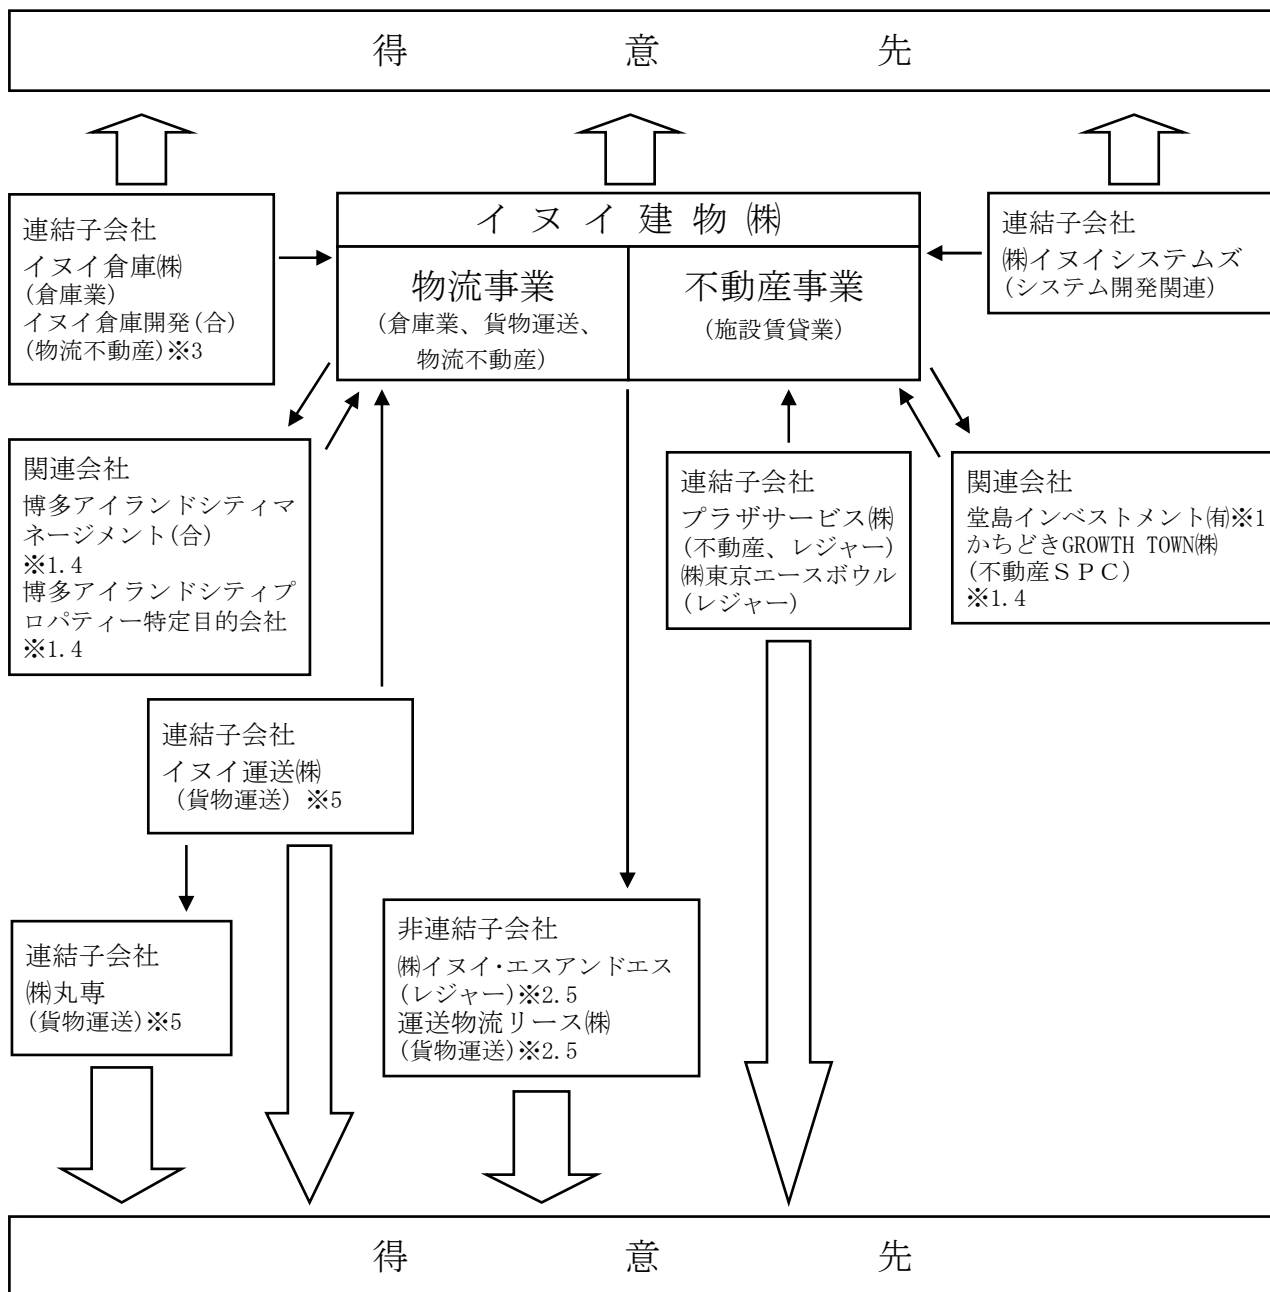 得 意 先
連結子会社
イヌイ倉庫㈱
(倉庫業)
イヌイ倉庫開発(合)
(物流不動産)※3
イヌイ建物㈱
物流事業
(倉庫業、貨物運送、
物流不動産)
不動産事業
(施設賃貸業)
連結子会社
㈱イヌイシステムズ
(システム開発関連)
関連会社
博多アイランドシティマ
ネージメント(合)
※1.4
博多アイランドシティプ
ロパティー特定目的会社
※1.4
連結子会社
プラザサービス㈱
(不動産、レジャー)
㈱東京エースボウル
(レジャー)
関連会社
堂島インベストメント㈲※1
かちどきGROWTH TOWN㈱
(不動産SPC)
※1.4
連結子会社
イヌイ運送㈱
(貨物運送) ※5
連結子会社
㈱丸専
(貨物運送)※5
非連結子会社
㈱イヌイ・エスアンドエス
(レジャー)※2.5
運送物流リース㈱
(貨物運送)※2.5
得 意 先